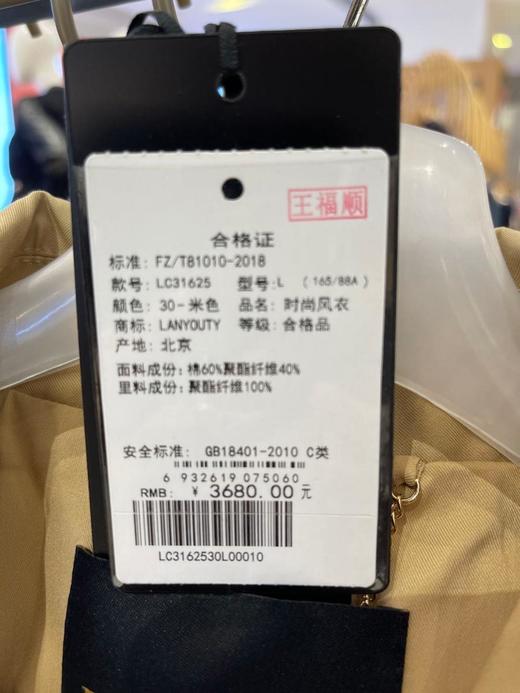 王福顺
合格证
标准: FZ/T81010-2018
款号: LC31625 型号: L (165/88A)
颜色: 30-米色 品名: 时尚风衣
商标: LANYOUTY 等级: 合格品
产地: 北京
面料成份: 棉60%聚酯纤维40%
里料成份: 聚酯纤维100%
安全标准: GB18401-2010 C类
6 932619 075060
RMB: ¥ 3680.00元
LC3162530L00010